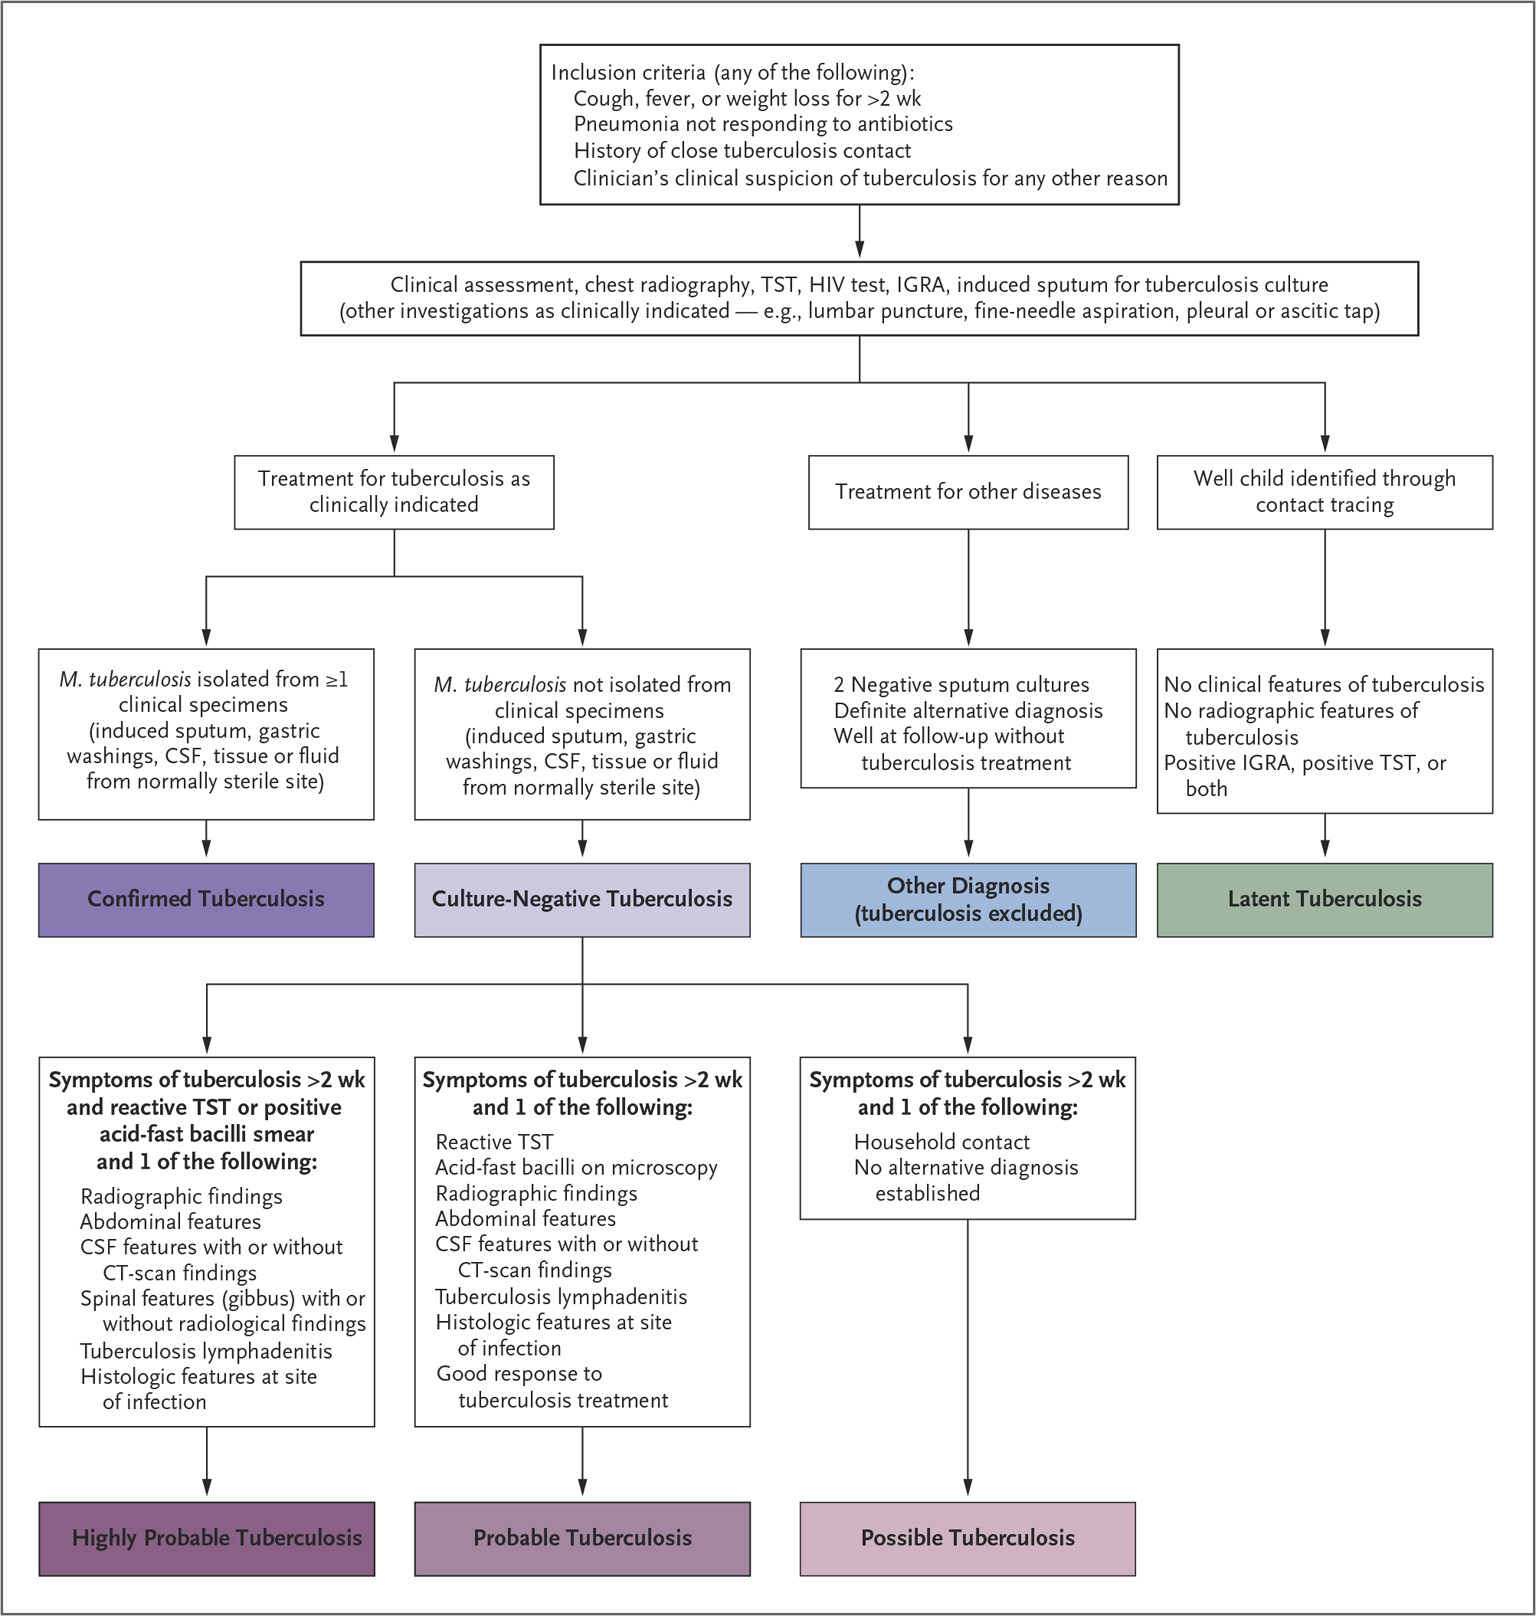 Inclusion criteria (any of the following):
Cough, fever, or weight loss for >2 wk
Pneumonia not responding to antibiotics
History of close tuberculosis contact
Clinician's clinical suspicion of tuberculosis for any other reason
Clinical assessment, chest radiography, TST, HIV test, IGRA, induced sputum for tuberculosis culture
(other investigations as clinically indicated — e.g., lumbar puncture, fine-needle aspiration, pleural or ascitic tap)
Treatment for tuberculosis as
clinically indicated
Treatment for other diseases
Well child identified through
contact tracing
M. tuberculosis isolated from ≥1
clinical specimens
(induced sputum, gastric
washings, CSF, tissue or fluid
from normally sterile site)
M. tuberculosis not isolated from
clinical specimens
(induced sputum, gastric
washings, CSF, tissue or fluid
from normally sterile site)
2 Negative sputum cultures
Definite alternative diagnosis
Well at follow-up without
tuberculosis treatment
No clinical features of tuberculosis
No radiographic features of
tuberculosis
Positive IGRA, positive TST, or
both
Confirmed Tuberculosis
Culture-Negative Tuberculosis
Other Diagnosis
(tuberculosis excluded)
Latent Tuberculosis
Symptoms of tuberculosis >2 wk
and reactive TST or positive
acid-fast bacilli smear
and 1 of the following:
Radiographic findings
Abdominal features
CSF features with or without
CT-scan findings
Spinal features (gibbus) with or
without radiological findings
Tuberculosis lymphadenitis
Histologic features at site
of infection
Symptoms of tuberculosis >2 wk
and 1 of the following:
Reactive TST
Acid-fast bacilli on microscopy
Radiographic findings
Abdominal features
CSF features with or without
CT-scan findings
Tuberculosis lymphadenitis
Histologic features at site
of infection
Good response to
tuberculosis treatment
Symptoms of tuberculosis >2 wk
and 1 of the following:
Household contact
No alternative diagnosis
established
Highly Probable Tuberculosis
Probable Tuberculosis
Possible Tuberculosis